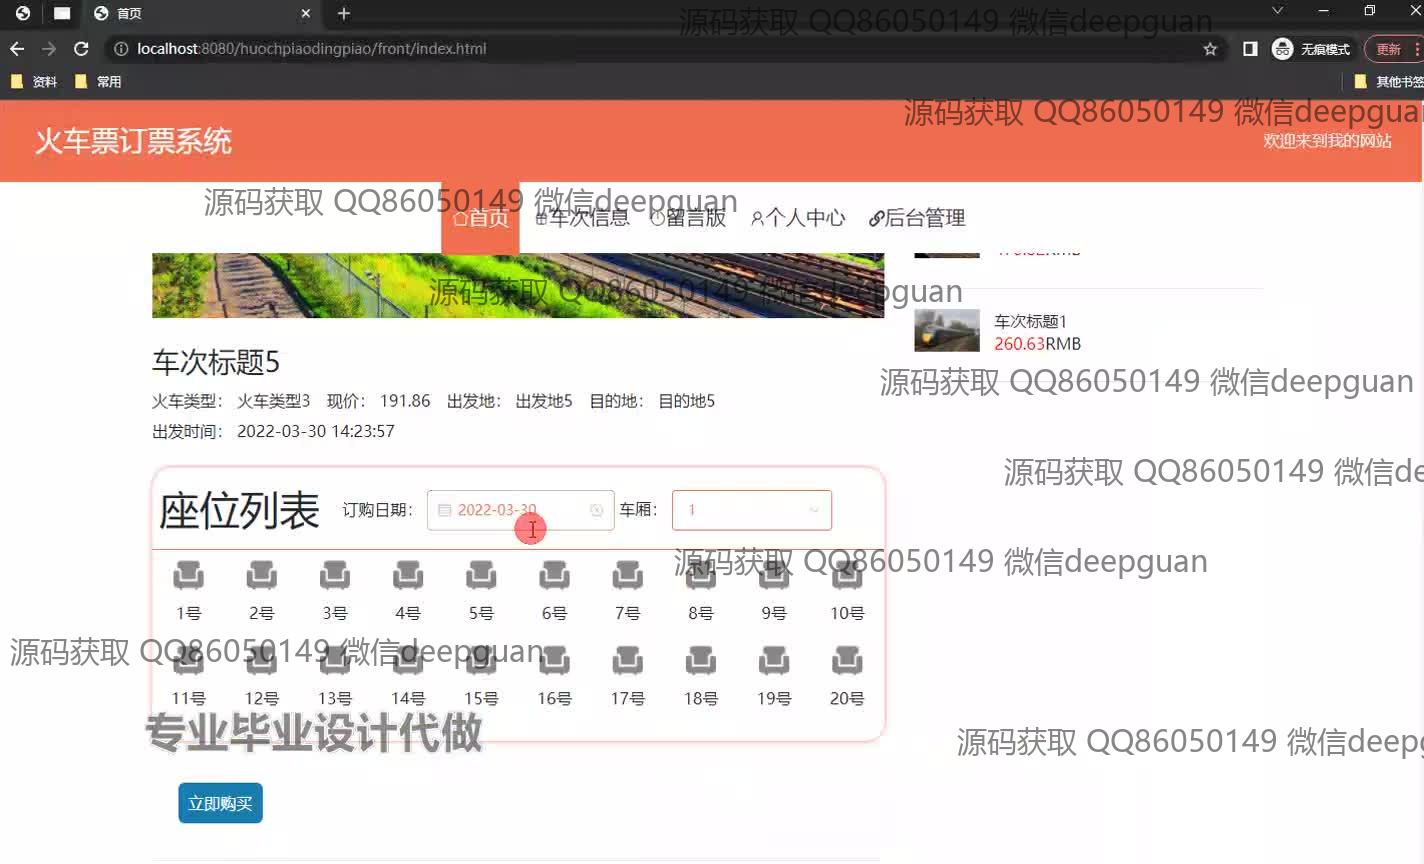 首页
源码获取 QQ86050149 微信deepguan
localhost:8080/huochpiaodingpiao/front/index.html
无痕模式
更新
资料
常用
其他书签
源码获取 QQ86050149 微信deepguan
火车票订票系统
欢迎来到我的网站
源码获取 QQ86050149 微信deepguan
首页
车次信息
留言版
个人中心
后台管理
源码获取 QQ86050149 微信deepguan
车次标题1
260.63RMB
车次标题5
源码获取 QQ86050149 微信deepguan
火车类型： 火车类型3 现价： 191.86 出发地： 出发地5 目的地： 目的地5
出发时间： 2022-03-30 14:23:57
源码获取 QQ86050149 微信de
座位列表
订购日期：
2022-03-30
车厢：
1
源码获取 QQ86050149 微信deepguan
1号 2号 3号 4号 5号 6号 7号 8号 9号 10号
源码获取 QQ86050149 微信deepguan
11号 12号 13号 14号 15号 16号 17号 18号 19号 20号
专业毕业设计代做
源码获取 QQ86050149 微信deepg
立即购买